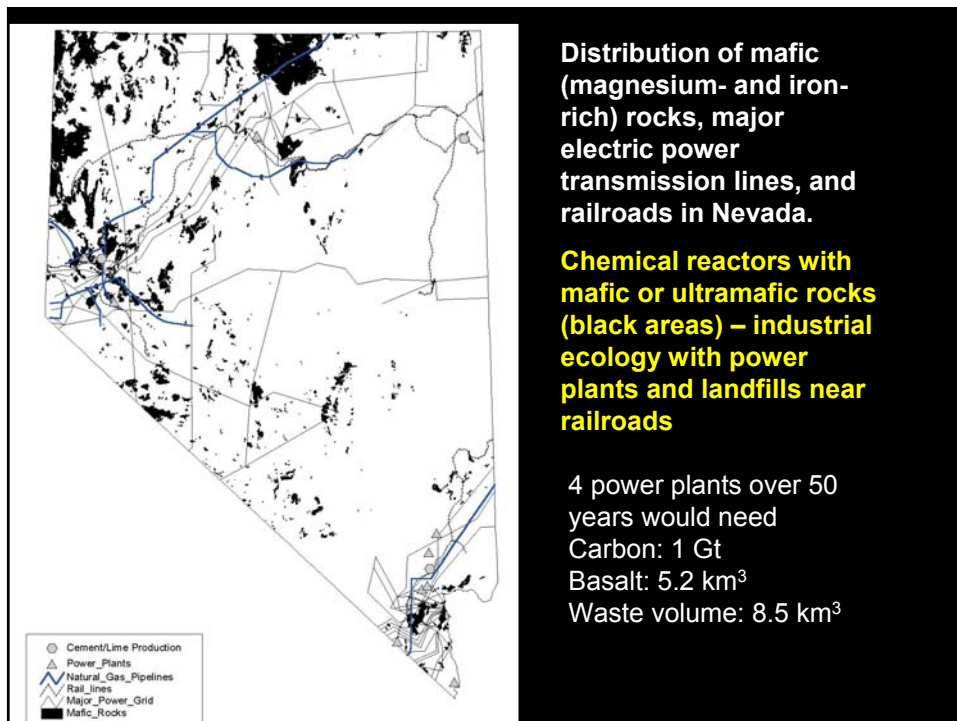 Distribution of mafic
(magnesium- and iron-
rich) rocks, major
electric power
transmission lines, and
railroads in Nevada.
Chemical reactors with
mafic or ultramafic rocks
(black areas) – industrial
ecology with power
plants and landfills near
railroads
4 power plants over 50
years would need
Carbon: 1 Gt
Basalt: 5.2 km³
Waste volume: 8.5 km³
Cement/Lime Production
Power_Plants
Natural_Gas_Pipelines
Rail_lines
Major_Power_Grid
Mafic_Rocks